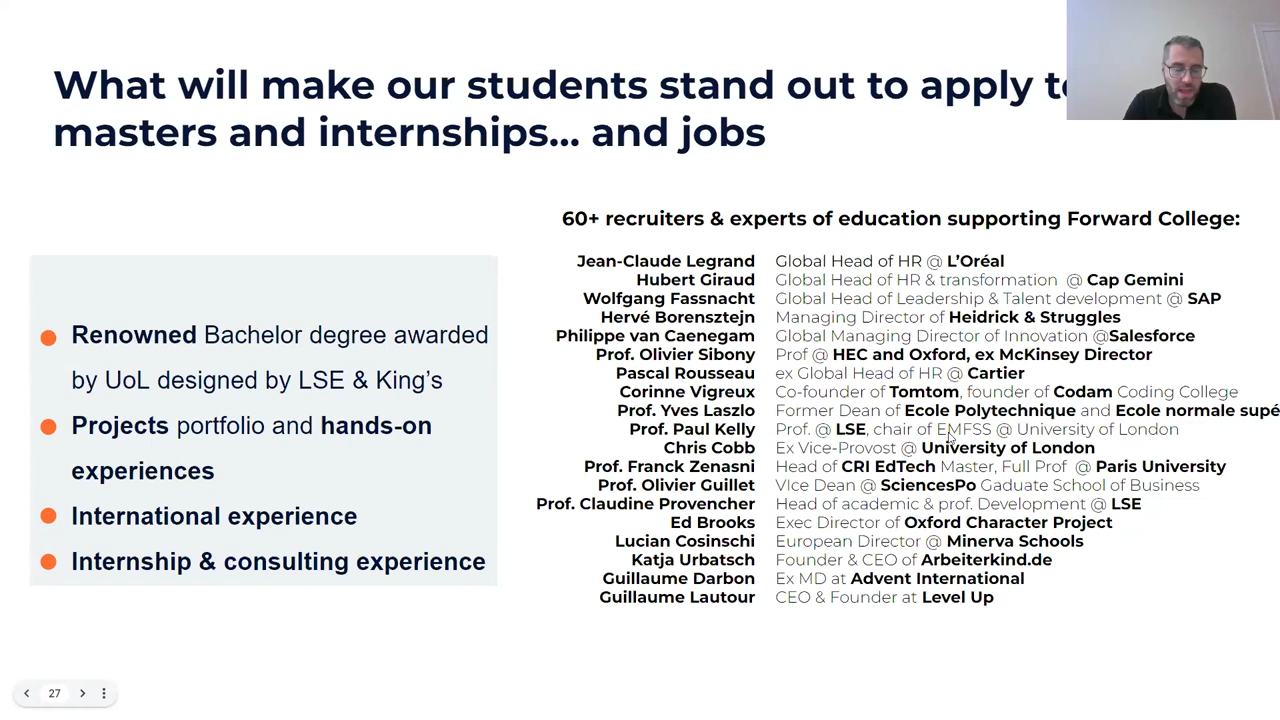 What will make our students stand out to apply to
masters and internships... and jobs
Renowned Bachelor degree awarded
by UoL designed by LSE & King's
Projects portfolio and hands-on
experiences
International experience
Internship & consulting experience
60+ recruiters & experts of education supporting Forward College:
Jean-Claude Legrand Global Head of HR @ L'Oréal
Hubert Giraud Global Head of HR & transformation @ Cap Gemini
Wolfgang Fassnacht Global Head of Leadership & Talent development @ SAP
Hervé Borensztejn Managing Director of Heidrick & Struggles
Philippe van Caenegam Global Managing Director of Innovation @Salesforce
Prof. Olivier Sibony Prof @ HEC and Oxford, ex McKinsey Director
Pascal Rousseau ex Global Head of HR @ Cartier
Corinne Vigreux Co-founder of Tomtom, founder of Codam Coding College
Prof. Yves Laszlo Former Dean of Ecole Polytechnique and Ecole normale supé
Prof. Paul Kelly Prof. @ LSE, chair of EMFSS @ University of London
Chris Cobb Ex Vice-Provost @ University of London
Prof. Franck Zenasni Head of CRI EdTech Master, Full Prof @ Paris University
Prof. Olivier Guillet VIce Dean @ SciencesPo Gaduate School of Business
Prof. Claudine Provencher Head of academic & prof. Development @ LSE
Ed Brooks Exec Director of Oxford Character Project
Lucian Cosinschi European Director @ Minerva Schools
Katja Urbatsch Founder & CEO of Arbeiterkind.de
Guillaume Darbon Ex MD at Advent International
Guillaume Lautour CEO & Founder at Level Up
27